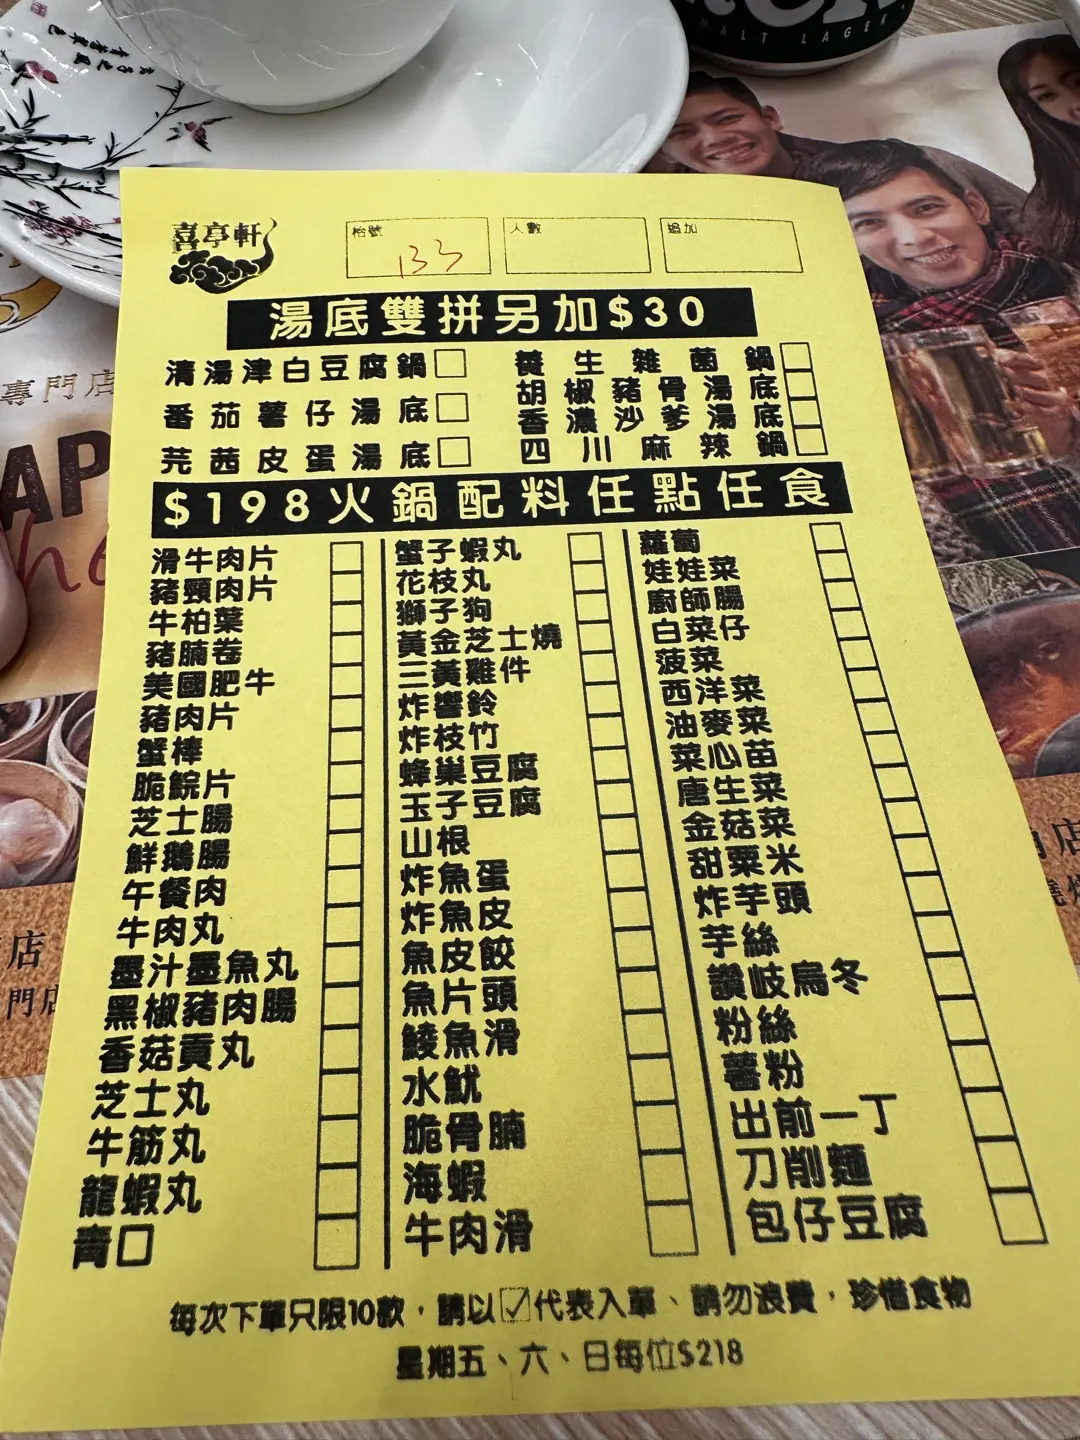 MALT LAGER
喜亭軒
枱號
人數
追加
133
湯底雙拼另加$30
清湯津白豆腐鍋
養生雜菌鍋
胡椒豬骨湯底
番茄薯仔湯底
香濃沙爹湯底
芫茜皮蛋湯底
四川麻辣鍋
$198火鍋配料任點任食
滑牛肉片
豬頸肉片
牛柏葉
豬腩卷
美國肥牛
豬肉片
蟹棒
脆鯇片
芝士腸
鮮鵝腸
午餐肉
牛肉丸
墨汁墨魚丸
黑椒豬肉腸
香菇貢丸
芝士丸
牛筋丸
龍蝦丸
青口
蟹子蝦丸
花枝丸
獅子狗
黃金芝士燒
三黃雞件
炸響鈴
炸枝竹
蜂巢豆腐
玉子豆腐
山根
炸魚蛋
炸魚皮
魚皮餃
魚片頭
鯪魚滑
水魷
脆骨腩
海蝦
牛肉滑
蘿蔔
娃娃菜
廚師腸
白菜仔
菠菜
西洋菜
油麥菜
菜心苗
唐生菜
金菇菜
甜粟米
炸芋頭
芋絲
讚岐烏冬
粉絲
薯粉
出前一丁
刀削麵
包仔豆腐
每次下單只限10款，請以☑代表入單、請勿浪費，珍惜食物
星期五、六、日每位$218
專門店
AP
店
門店
店